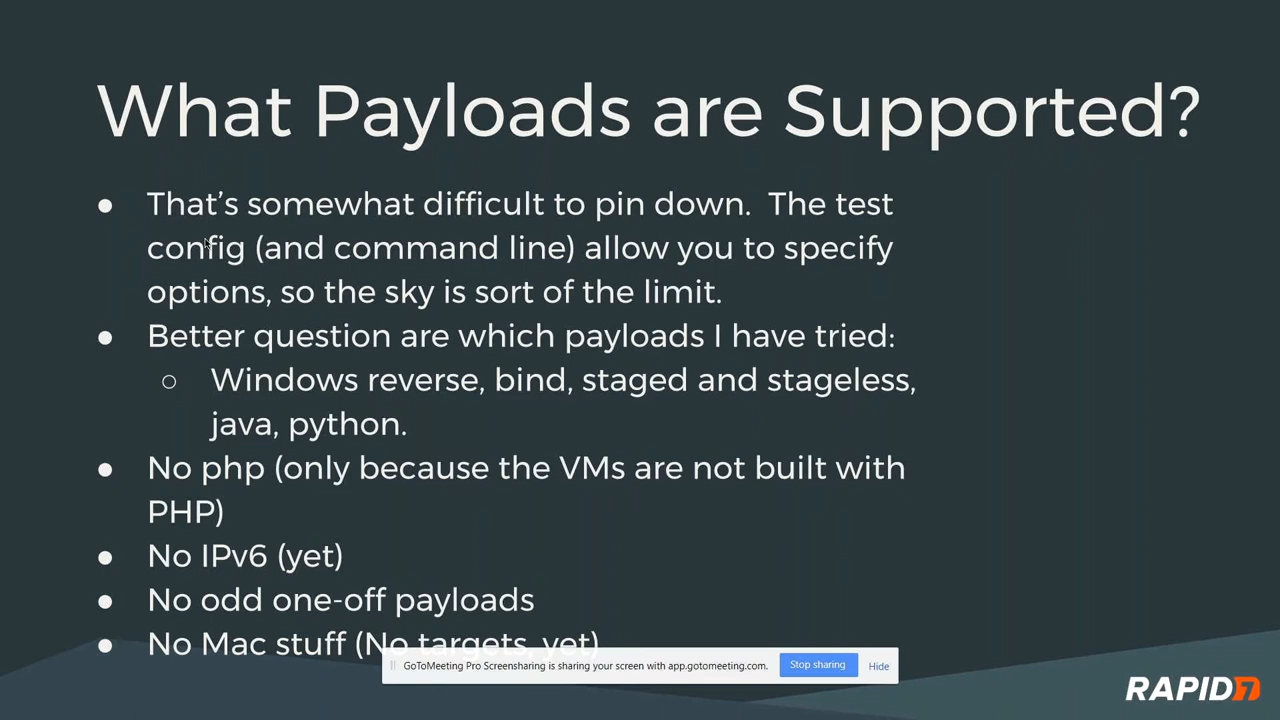 What Payloads are Supported?
● That's somewhat difficult to pin down.  The test
config (and command line) allow you to specify
options, so the sky is sort of the limit.
● Better question are which payloads I have tried:
○ Windows reverse, bind, staged and stageless,
java, python.
● No php (only because the VMs are not built with
PHP)
● No IPv6 (yet)
● No odd one-off payloads
● No Mac stuff (No targets, yet)
GoToMeeting Pro Screensharing is sharing your screen with app.gotomeeting.com.
Stop sharing
Hide
RAPID7